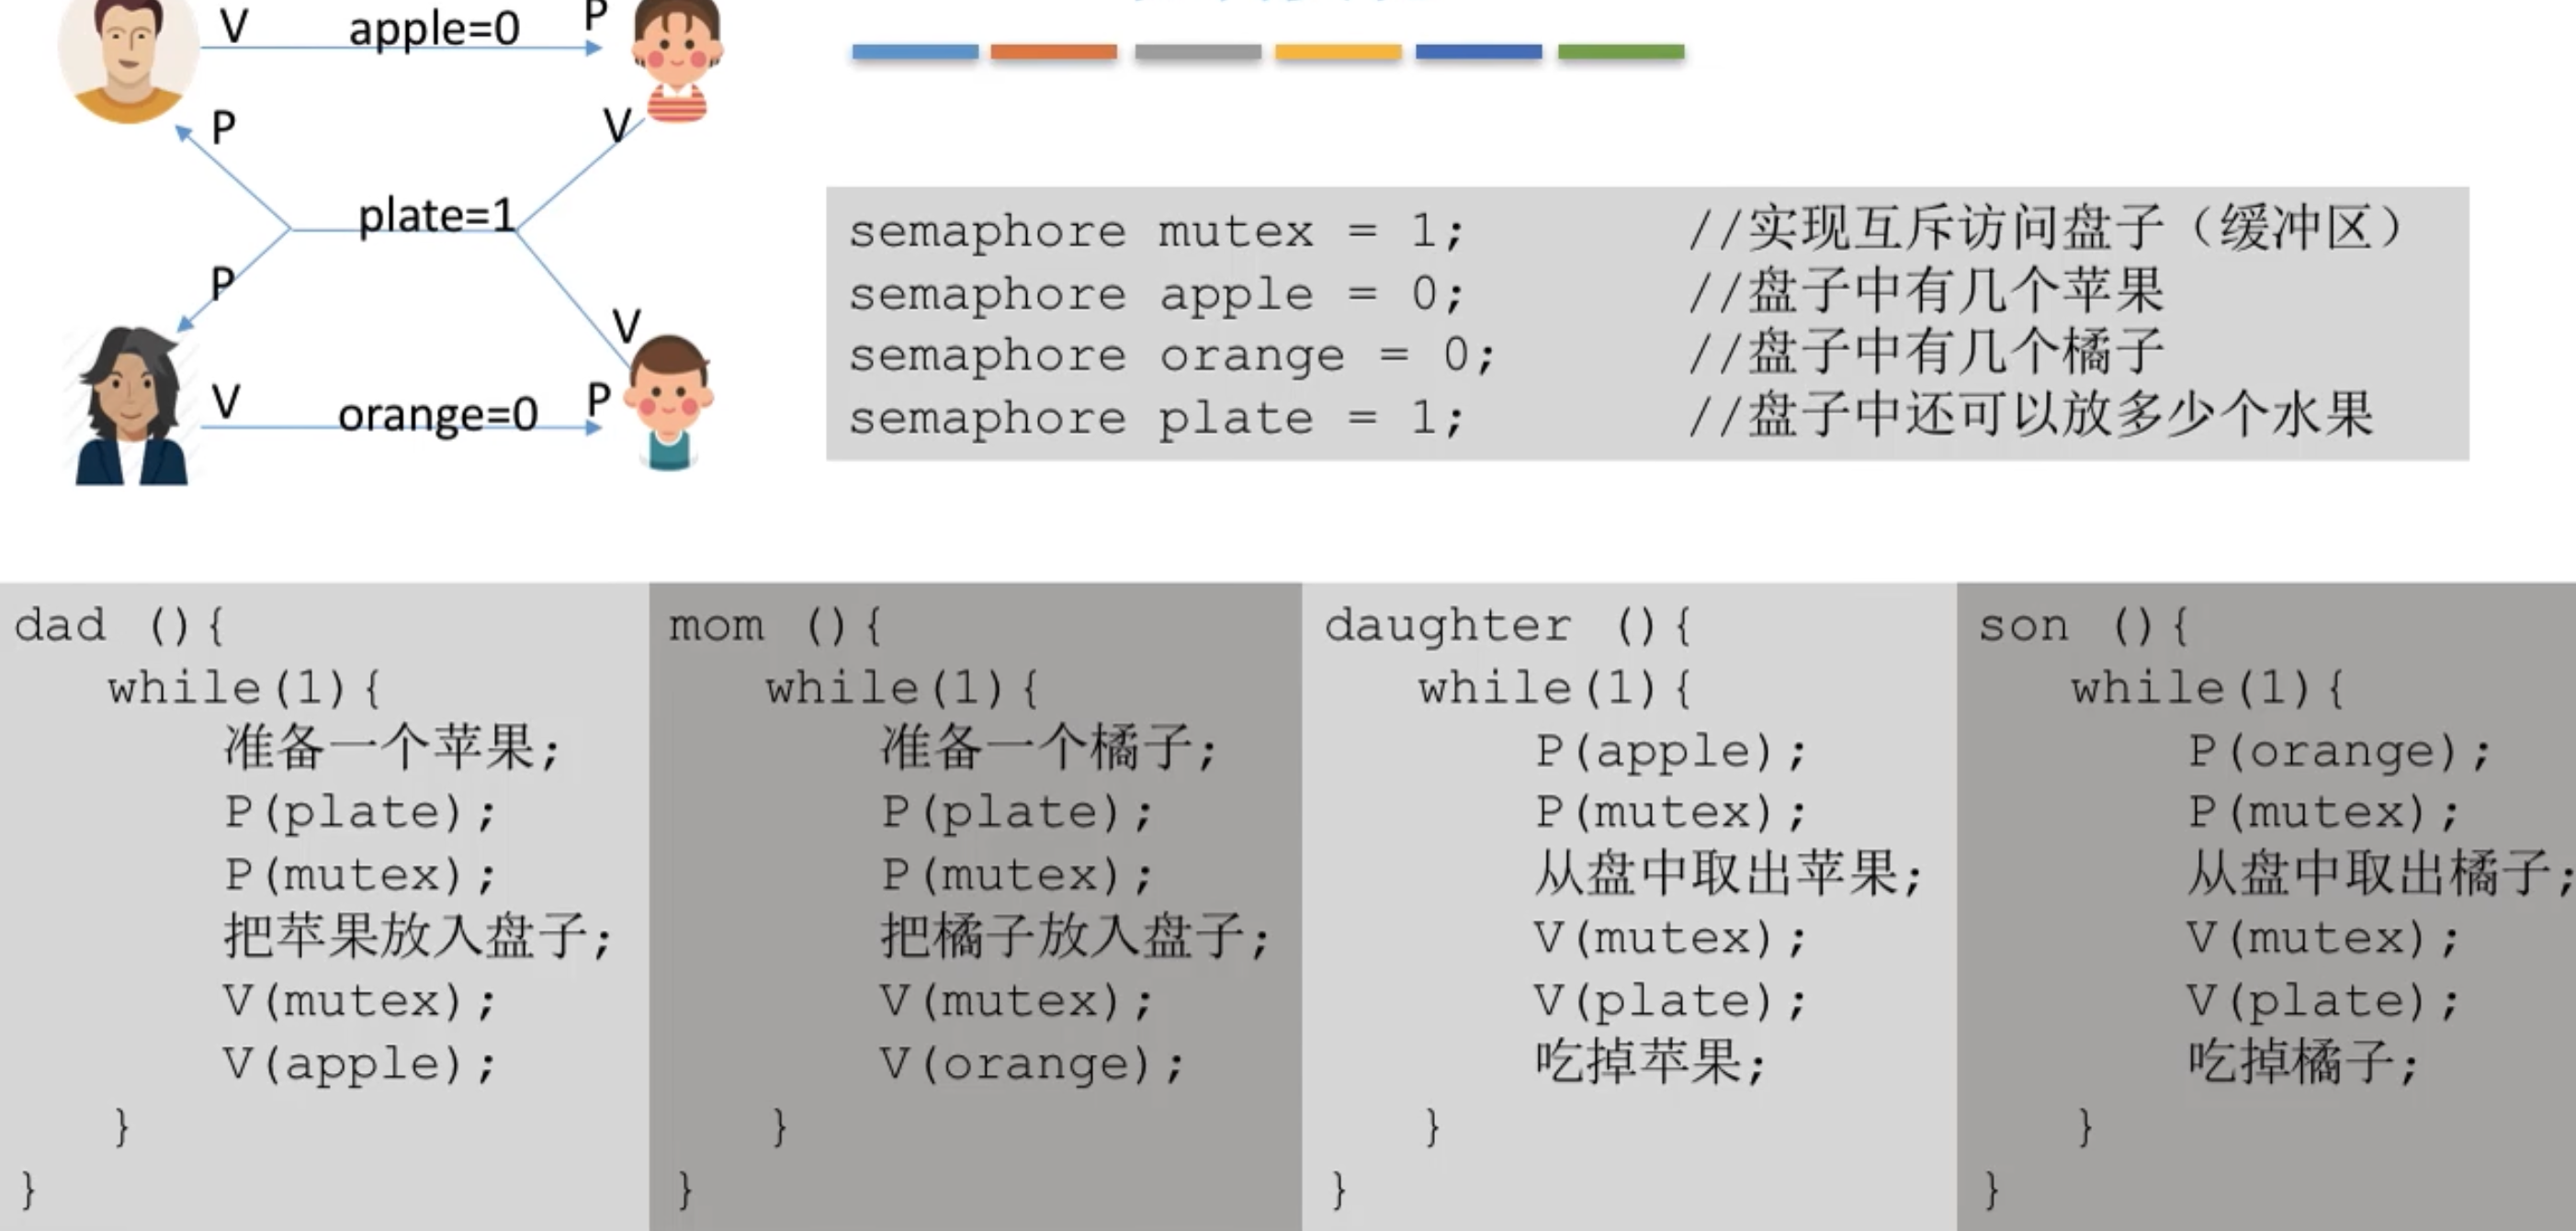 V apple=0 P
P
V
plate=1
P
V
V orange=0 P
semaphore mutex = 1; //实现互斥访问盘子（缓冲区）
semaphore apple = 0; //盘子中有几个苹果
semaphore orange = 0; //盘子中有几个橘子
semaphore plate = 1; //盘子中还可以放多少个水果
dad (){
while(1){
准备一个苹果;
P(plate);
P(mutex);
把苹果放入盘子;
V(mutex);
V(apple);
}
}
mom (){
while(1){
准备一个橘子;
P(plate);
P(mutex);
把橘子放入盘子;
V(mutex);
V(orange);
}
}
daughter (){
while(1){
P(apple);
P(mutex);
从盘中取出苹果;
V(mutex);
V(plate);
吃掉苹果;
}
}
son (){
while(1){
P(orange);
P(mutex);
从盘中取出橘子;
V(mutex);
V(plate);
吃掉橘子;
}
}